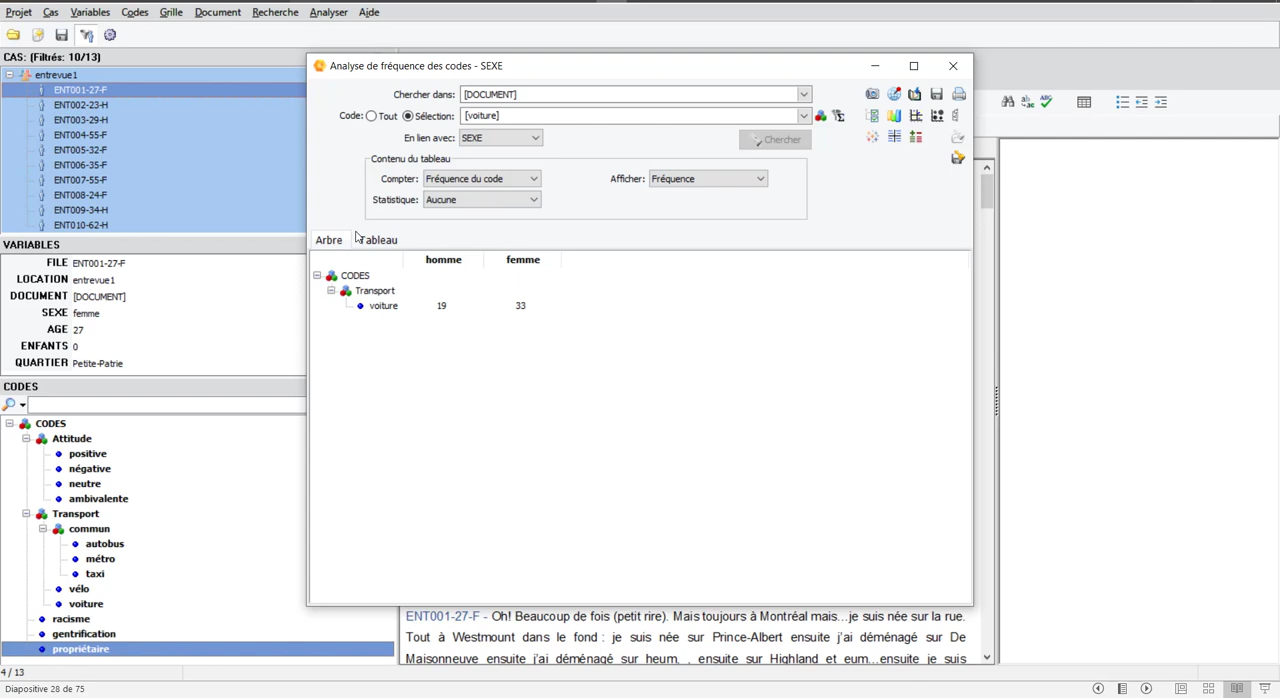 Projet Cas Variables Codes Grille Document Recherche Analyser Aide
CAS: (Filtrés: 10/13)
entrevue1
ENT001-27-F
ENT002-23-H
ENT003-29-H
ENT004-55-F
ENT005-32-F
ENT006-35-F
ENT007-55-F
ENT008-24-F
ENT009-34-H
ENT010-62-H
VARIABLES
FILE ENT001-27-F
LOCATION entrevue1
DOCUMENT [DOCUMENT]
SEXE femme
AGE 27
ENFANTS 0
QUARTIER Petite-Patrie
CODES
CODES
Attitude
positive
négative
neutre
ambivalente
Transport
commun
autobus
métro
taxi
vélo
voiture
racisme
gentrification
propriétaire
4 / 13
Analyse de fréquence des codes - SEXE
Chercher dans: [DOCUMENT]
Code: Tout Sélection: [voiture]
En lien avec: SEXE Chercher
Contenu du tableau
Compter: Fréquence du code Afficher: Fréquence
Statistique: Aucune
Arbre Tableau
homme femme
CODES
Transport
voiture 19 33
ENT001-27-F - Oh! Beaucoup de fois (petit rire). Mais toujours à Montréal mais...je suis née sur la rue.
Tout à Westmount dans le fond : je suis née sur Prince-Albert ensuite j'ai déménagé sur De
Maisonneuve ensuite j'ai déménagé sur heum. , ensuite sur Highland et eum...ensuite je suis
Diapositive 28 de 75